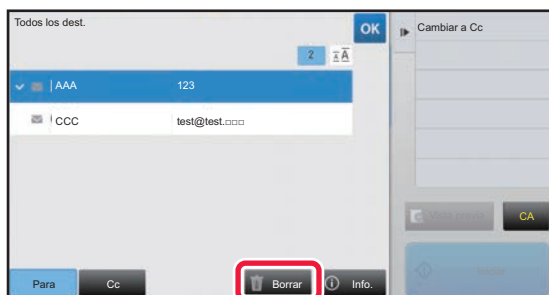 Todos los dest.
OK
Cambiar a Cc
2
AAA 123
CCC test@test.□□□
CA
Para
Cc
Borrar
Info.